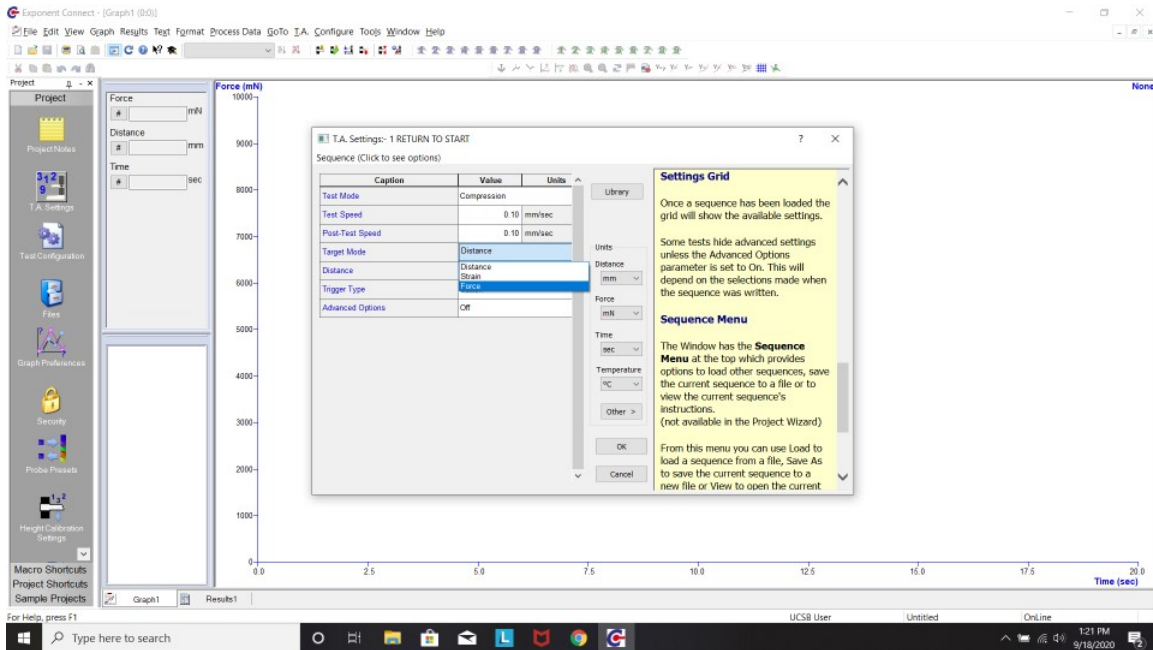 Exponent Connect - [Graph1 (0:0)]
File Edit View Graph Results Text Format Process Data GoTo T.A. Configure Tools Window Help
Project
Project
Project Notes
T.A. Settings
Test Configuration
Files
Graph Preferences
Security
Probe Presets
Height Calibration
Settings
Macro Shortcuts
Project Shortcuts
Sample Projects
Force
# mN
Distance
# mm
Time
# sec
Force (mN)
None
10000
9000
8000
7000
6000
5000
4000
3000
2000
1000
0
0.0 2.5 5.0 7.5 10.0 12.5 15.0 17.5 20.0
Time (sec)
T.A. Settings:- 1 RETURN TO START ? ×
Sequence (Click to see options)
Caption Value Units
Test Mode Compression
Test Speed 0.10 mm/sec
Post-Test Speed 0.10 mm/sec
Target Mode Distance
Distance Distance
Strain
Trigger Type Force
Advanced Options Off
Library
Units
Distance
mm
Force
mN
Time
sec
Temperature
°C
Other >
OK
Cancel
Settings Grid
Once a sequence has been loaded the
grid will show the available settings.
Some tests hide advanced settings
unless the Advanced Options
parameter is set to On. This will
depend on the selections made when
the sequence was written.
Sequence Menu
The Window has the Sequence
Menu at the top which provides
options to load other sequences, save
the current sequence to a file or to
view the current sequence's
instructions.
(not available in the Project Wizard)
From this menu you can use Load to
load a sequence from a file, Save As
to save the current sequence to a
new file or View to open the current
Graph1 Results1
For Help, press F1 UCSB User Untitled OnLine
Type here to search
1:21 PM
9/18/2020